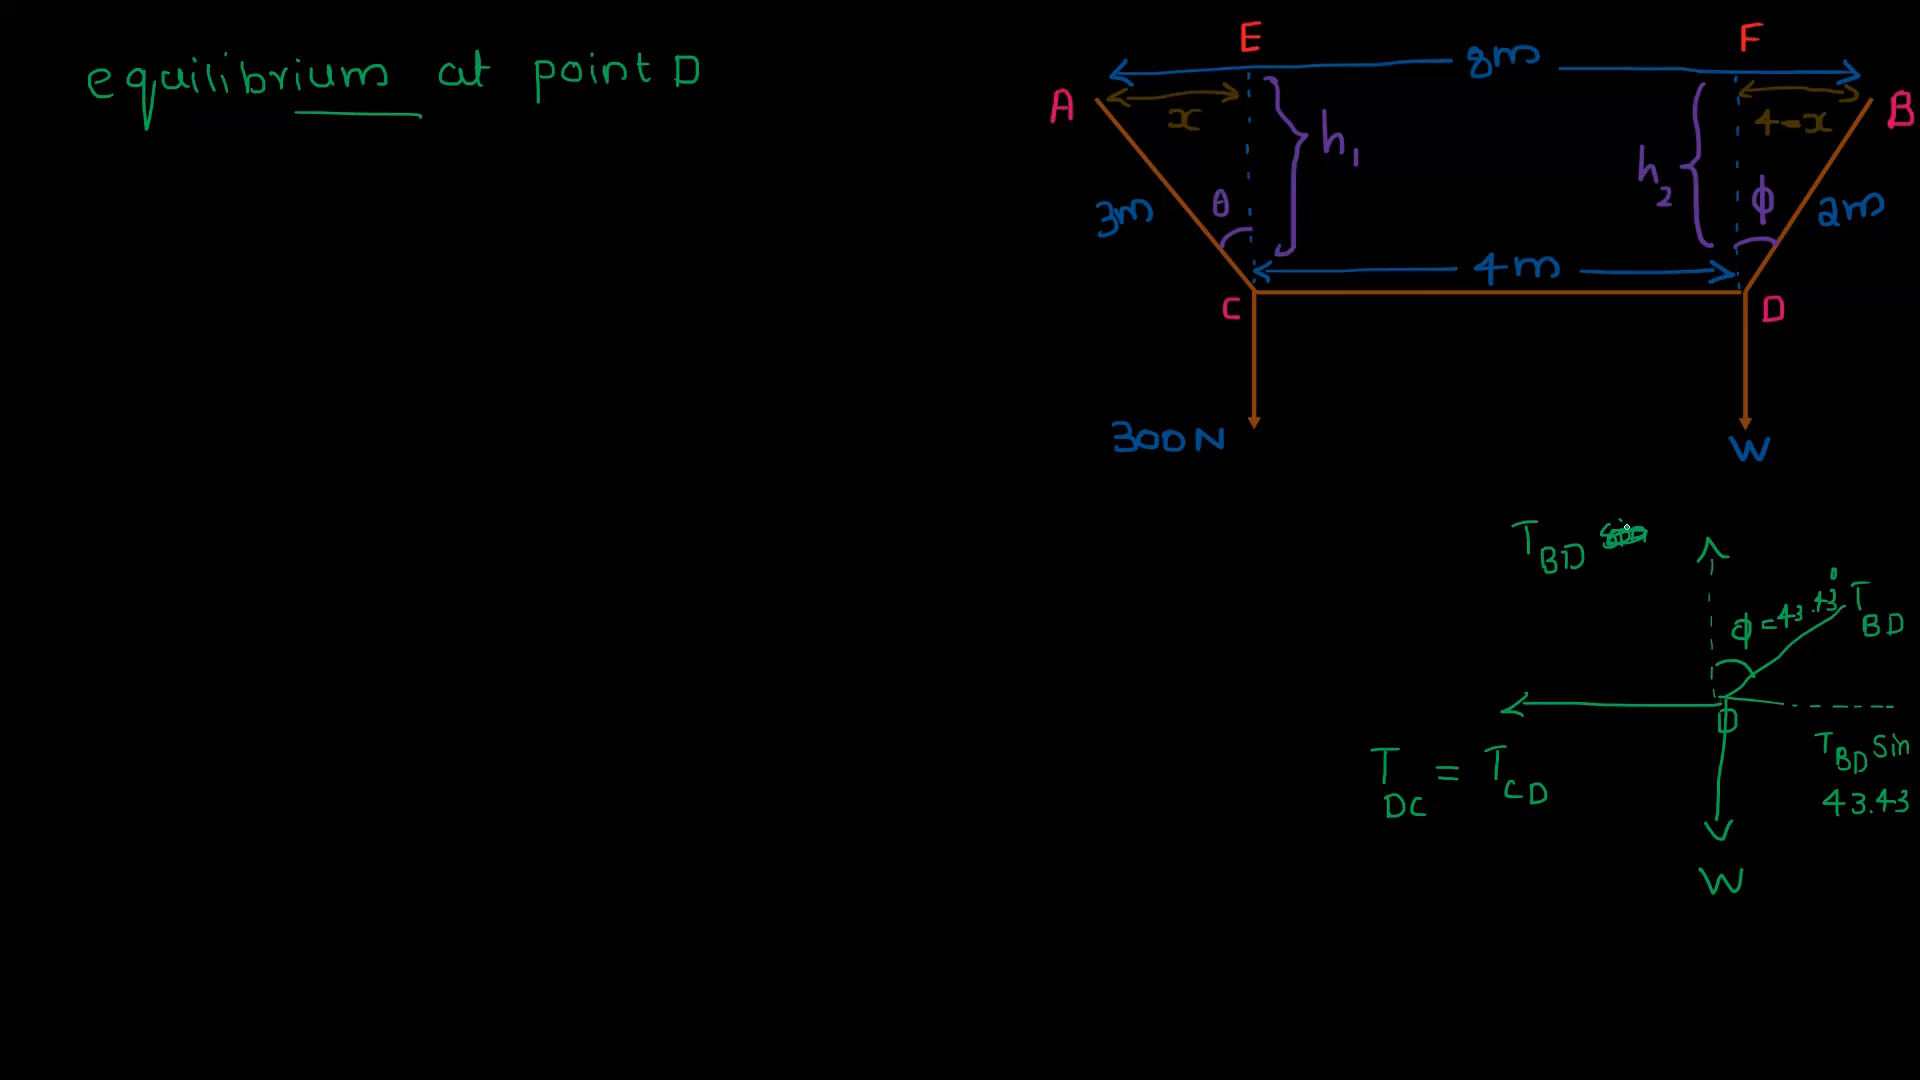 equilibrium at point D
E
F
8m
A
x
4-x
B
h1
h2
3m
θ
ϕ
2m
4m
C
D
300N
W
TBD
ϕ=43.43°
TBD
D
TDC = TCD
TBD Sin
43.43
W